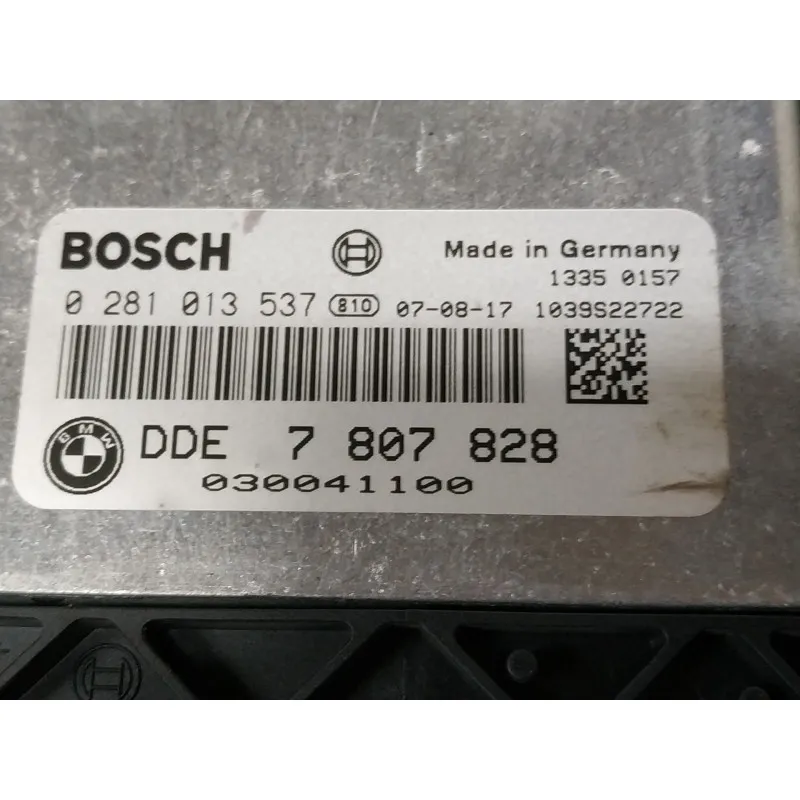 BOSCH
Made in Germany
1335 0157
0 281 013 537 810 07-08-17 1039S22722
BMW
DDE 7 807 828
030041100